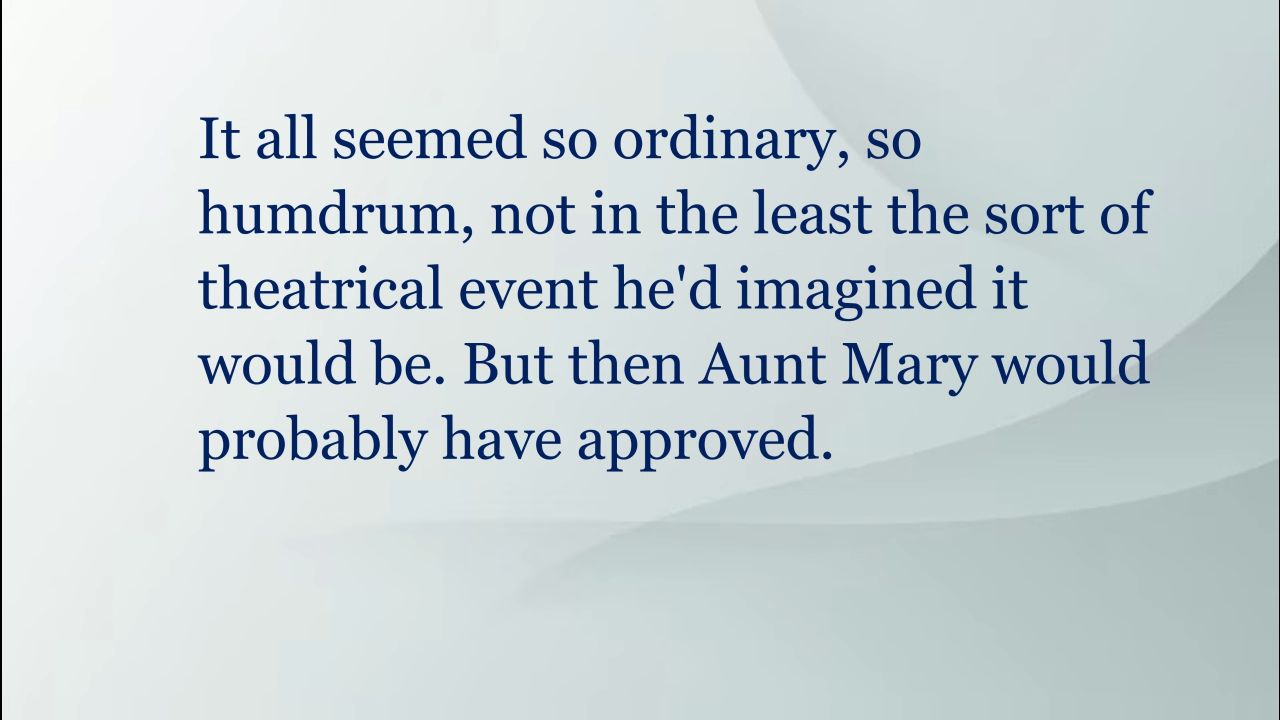 It all seemed so ordinary, so
humdrum, not in the least the sort of
theatrical event he'd imagined it
would be. But then Aunt Mary would
probably have approved.